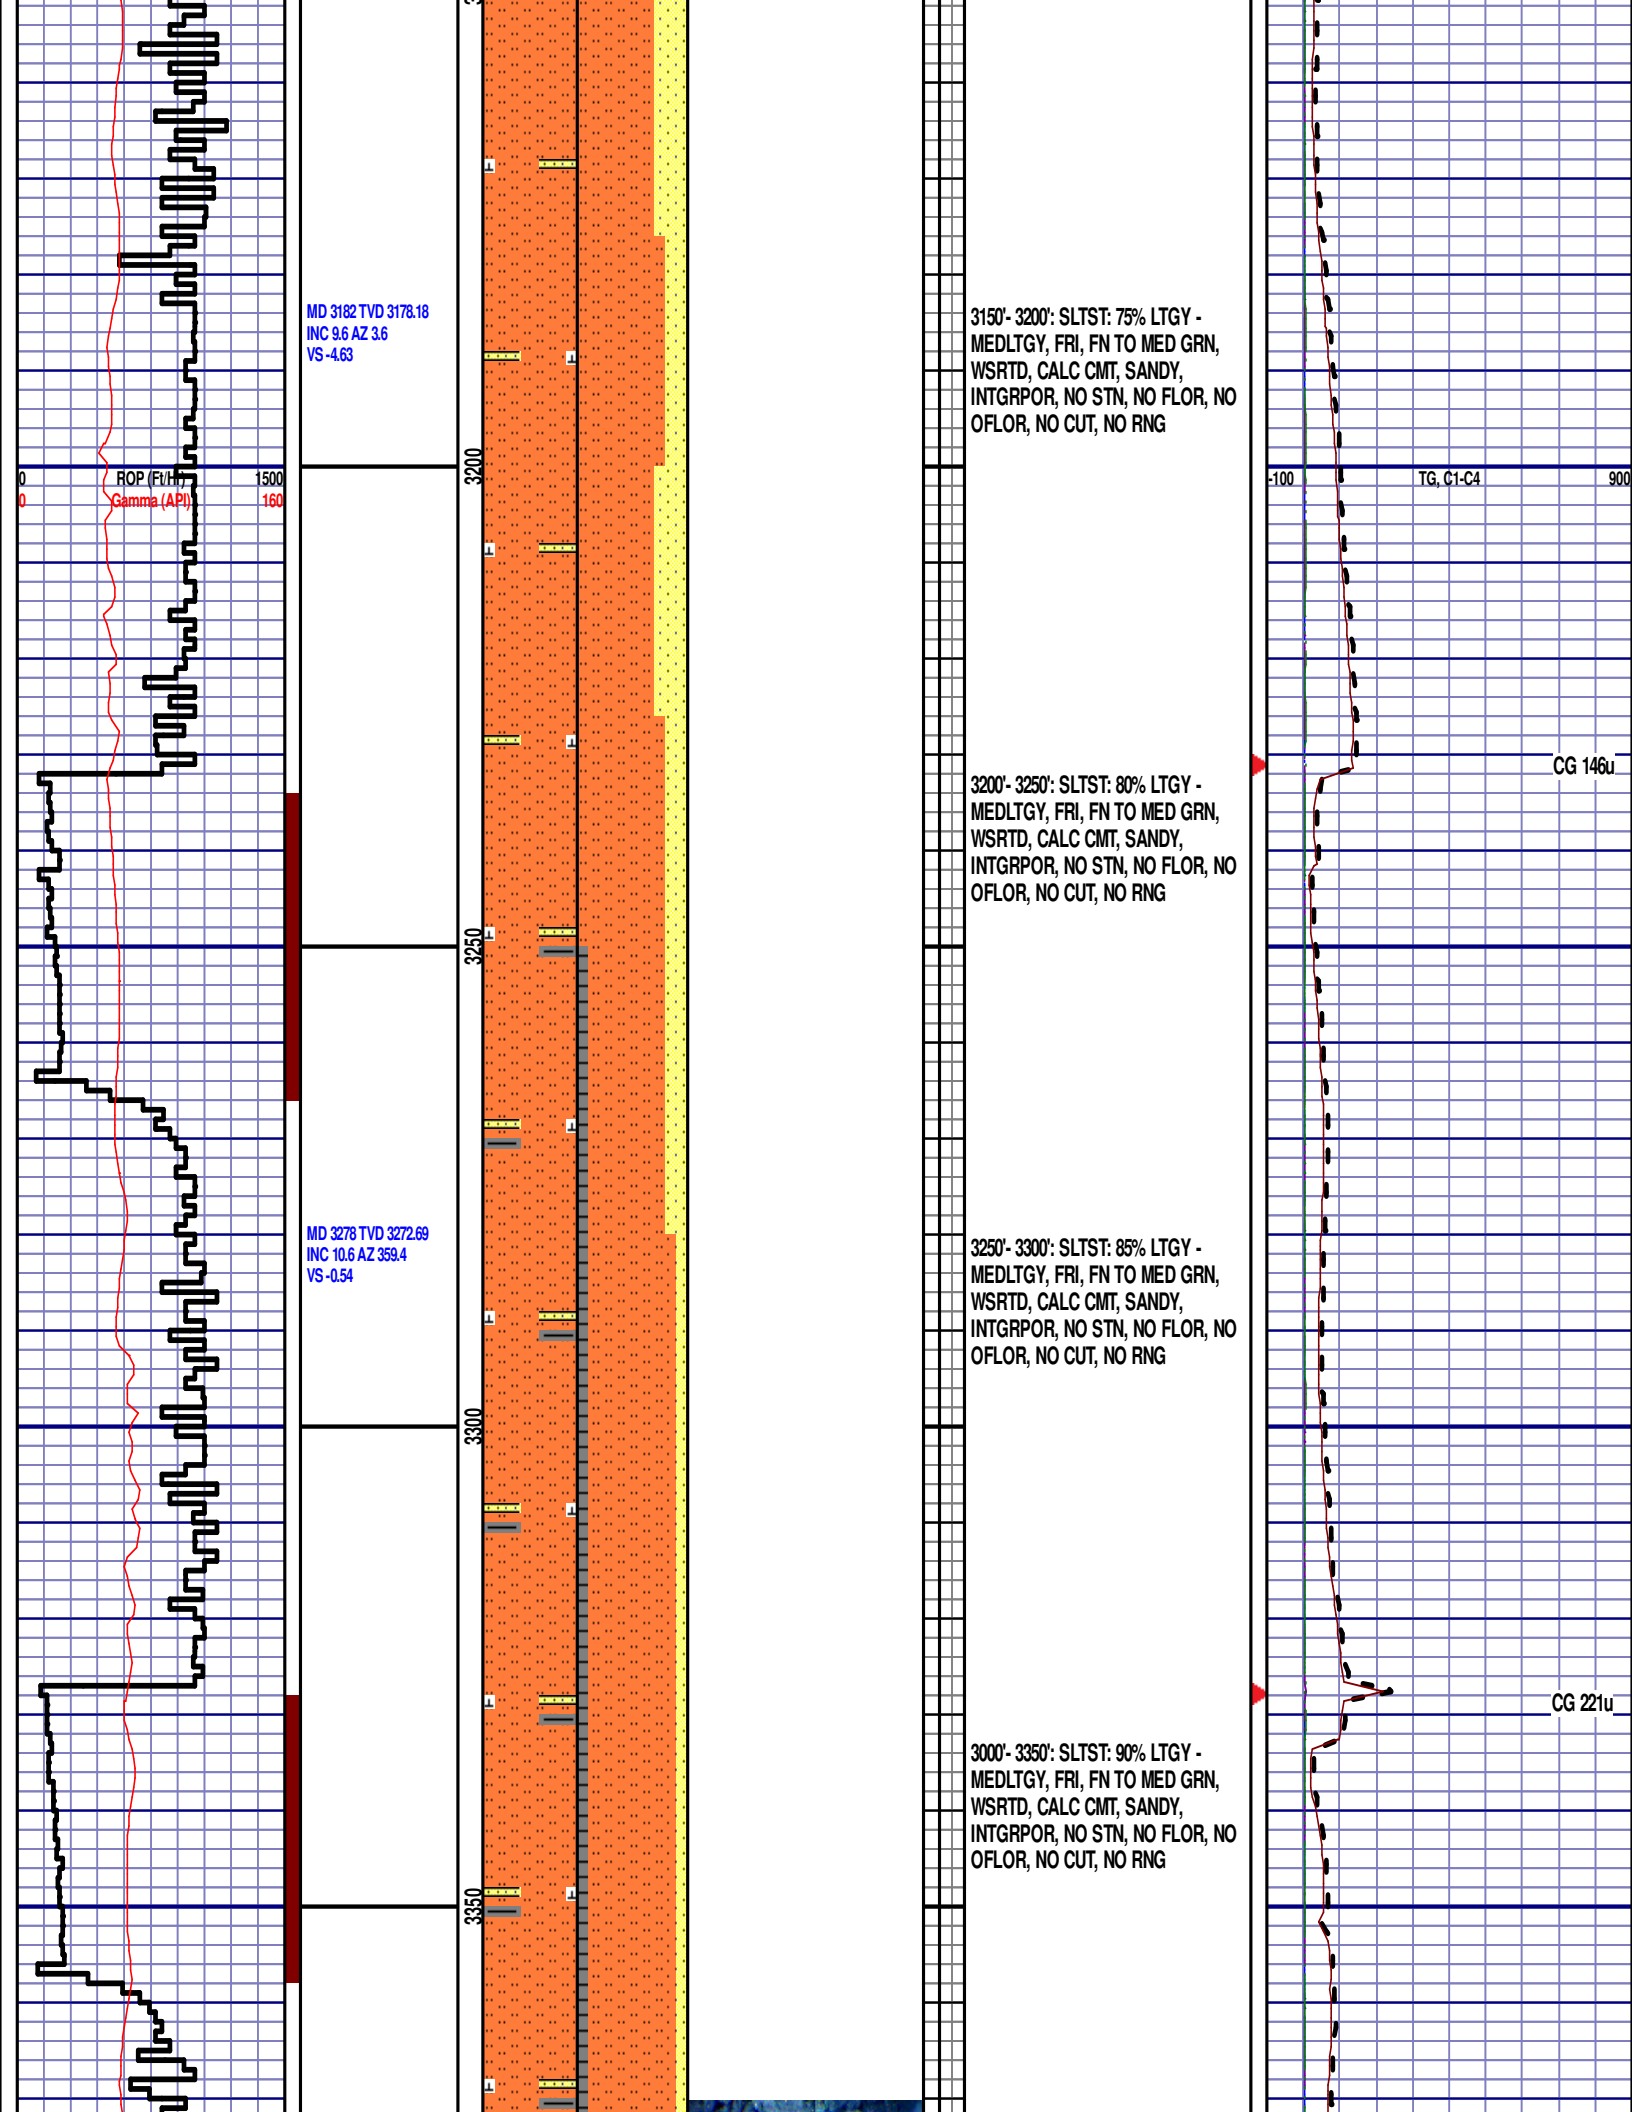 MD 3182 TVD 3178.18
INC 9.6 AZ 3.6
VS -4.63
3150'- 3200': SLTST: 75% LTGY -
MEDLTGY, FRI, FN TO MED GRN,
WSRTD, CALC CMT, SANDY,
INTGRPOR, NO STN, NO FLOR, NO
OFLOR, NO CUT, NO RNG
3200
0 ROP (Ft/Hr) 1500
0 Gamma (API) 160
-100 TG, C1-C4 900
CG 146u
3200'- 3250': SLTST: 80% LTGY -
MEDLTGY, FRI, FN TO MED GRN,
WSRTD, CALC CMT, SANDY,
INTGRPOR, NO STN, NO FLOR, NO
OFLOR, NO CUT, NO RNG
3250
MD 3278 TVD 3272.69
INC 10.6 AZ 359.4
VS -0.54
3250'- 3300': SLTST: 85% LTGY -
MEDLTGY, FRI, FN TO MED GRN,
WSRTD, CALC CMT, SANDY,
INTGRPOR, NO STN, NO FLOR, NO
OFLOR, NO CUT, NO RNG
3300
CG 221u
3000'- 3350': SLTST: 90% LTGY -
MEDLTGY, FRI, FN TO MED GRN,
WSRTD, CALC CMT, SANDY,
INTGRPOR, NO STN, NO FLOR, NO
OFLOR, NO CUT, NO RNG
3350